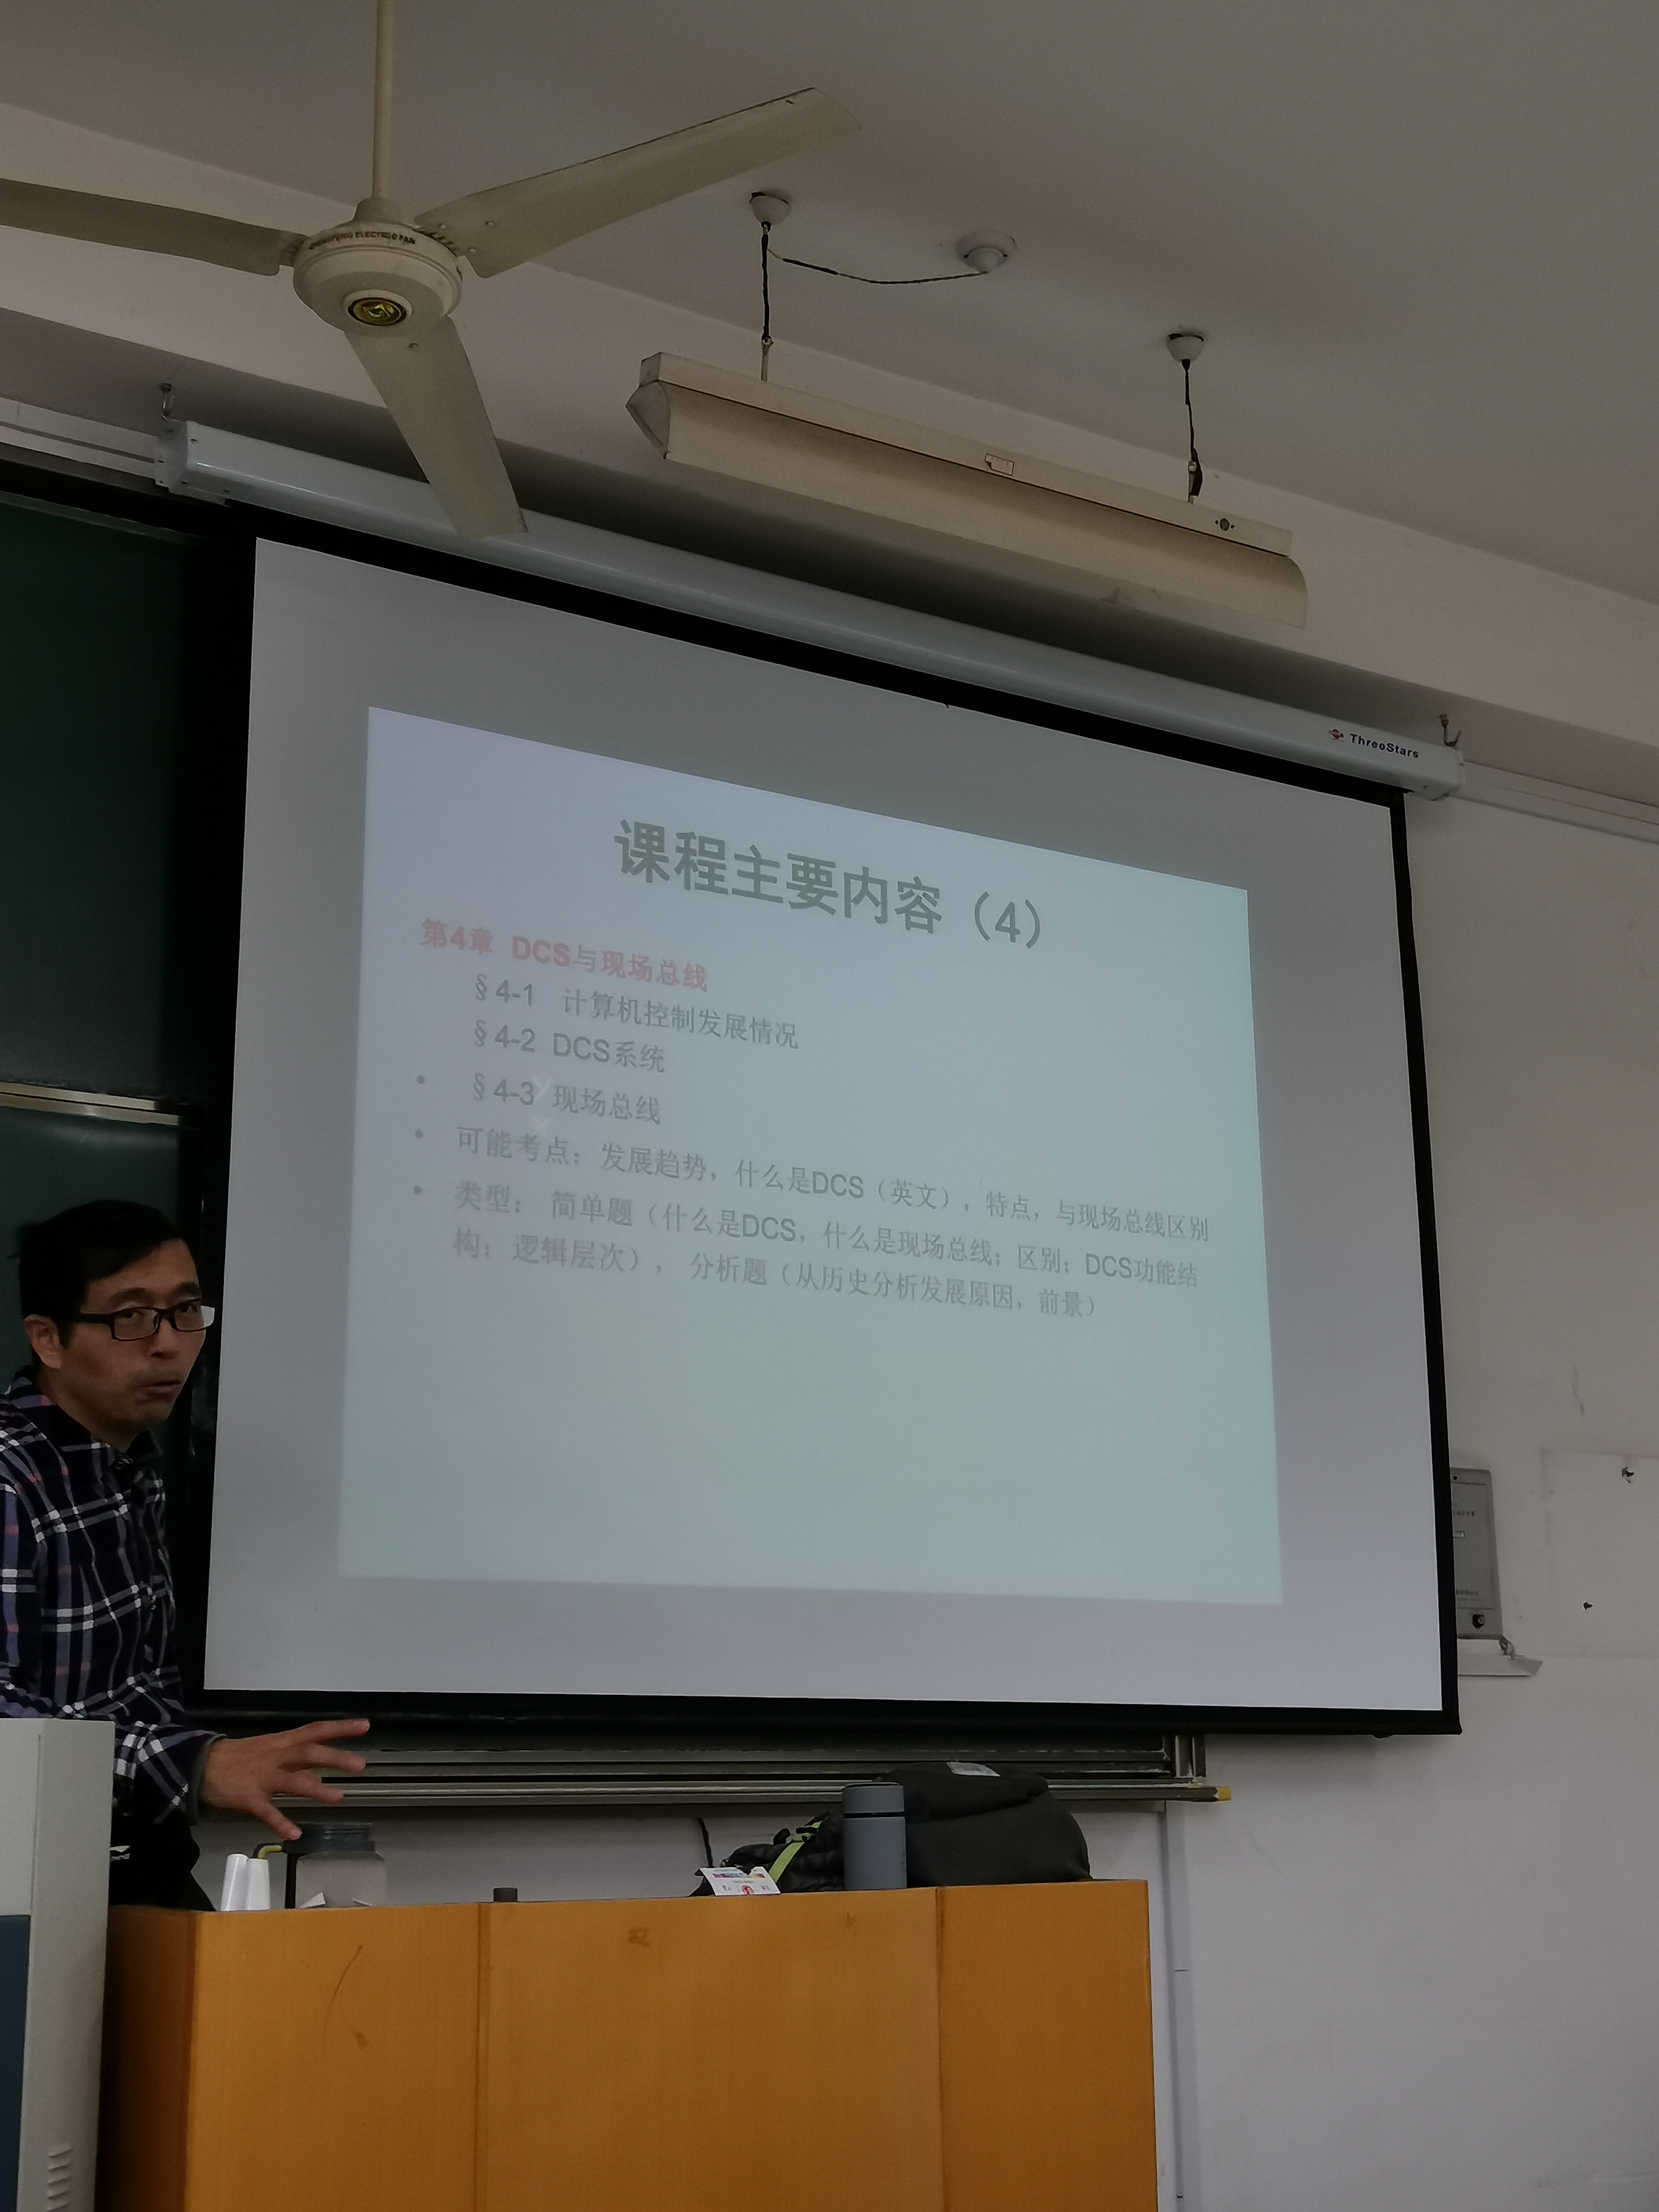 ELECTRIC FAN
ThreeStars
课程主要内容（4）
第4章 DCS与现场总线
§4-1 计算机控制发展情况
§4-2 DCS系统
• §4-3 现场总线
• 可能考点：发展趋势，什么是DCS（英文），特点，与现场总线区别
• 类型： 简单题（什么是DCS，什么是现场总线；区别；DCS功能结
构；逻辑层次）， 分析题（从历史分析发展原因，前景）